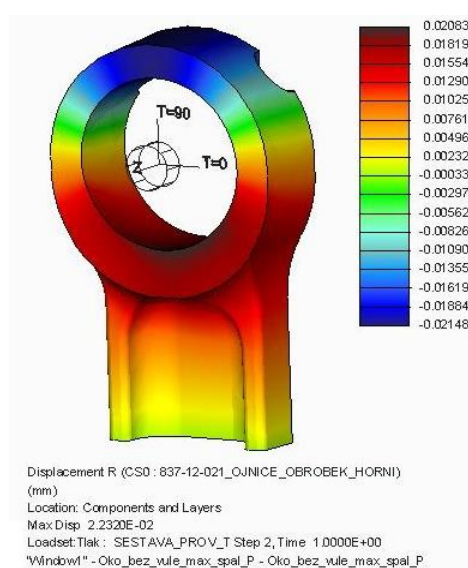 0.02083
0.01819
0.01554
0.01290
0.01025
0.00761
0.00496
0.00232
-0.00033
-0.00297
-0.00562
-0.00826
-0.01090
-0.01355
-0.01619
-0.01884
-0.02148
T=90
T=0
Z
Displacement R (CS0 : 837-12-021_OJNICE_OBROBEK_HORNI)
(mm)
Location: Components and Layers
Max Disp 2.2320E-02
Loadset:Tlak : SESTAVA_PROV_T Step 2, Time 1.0000E+00
"Window1" - Oko_bez_vule_max_spal_P - Oko_bez_vule_max_spal_P